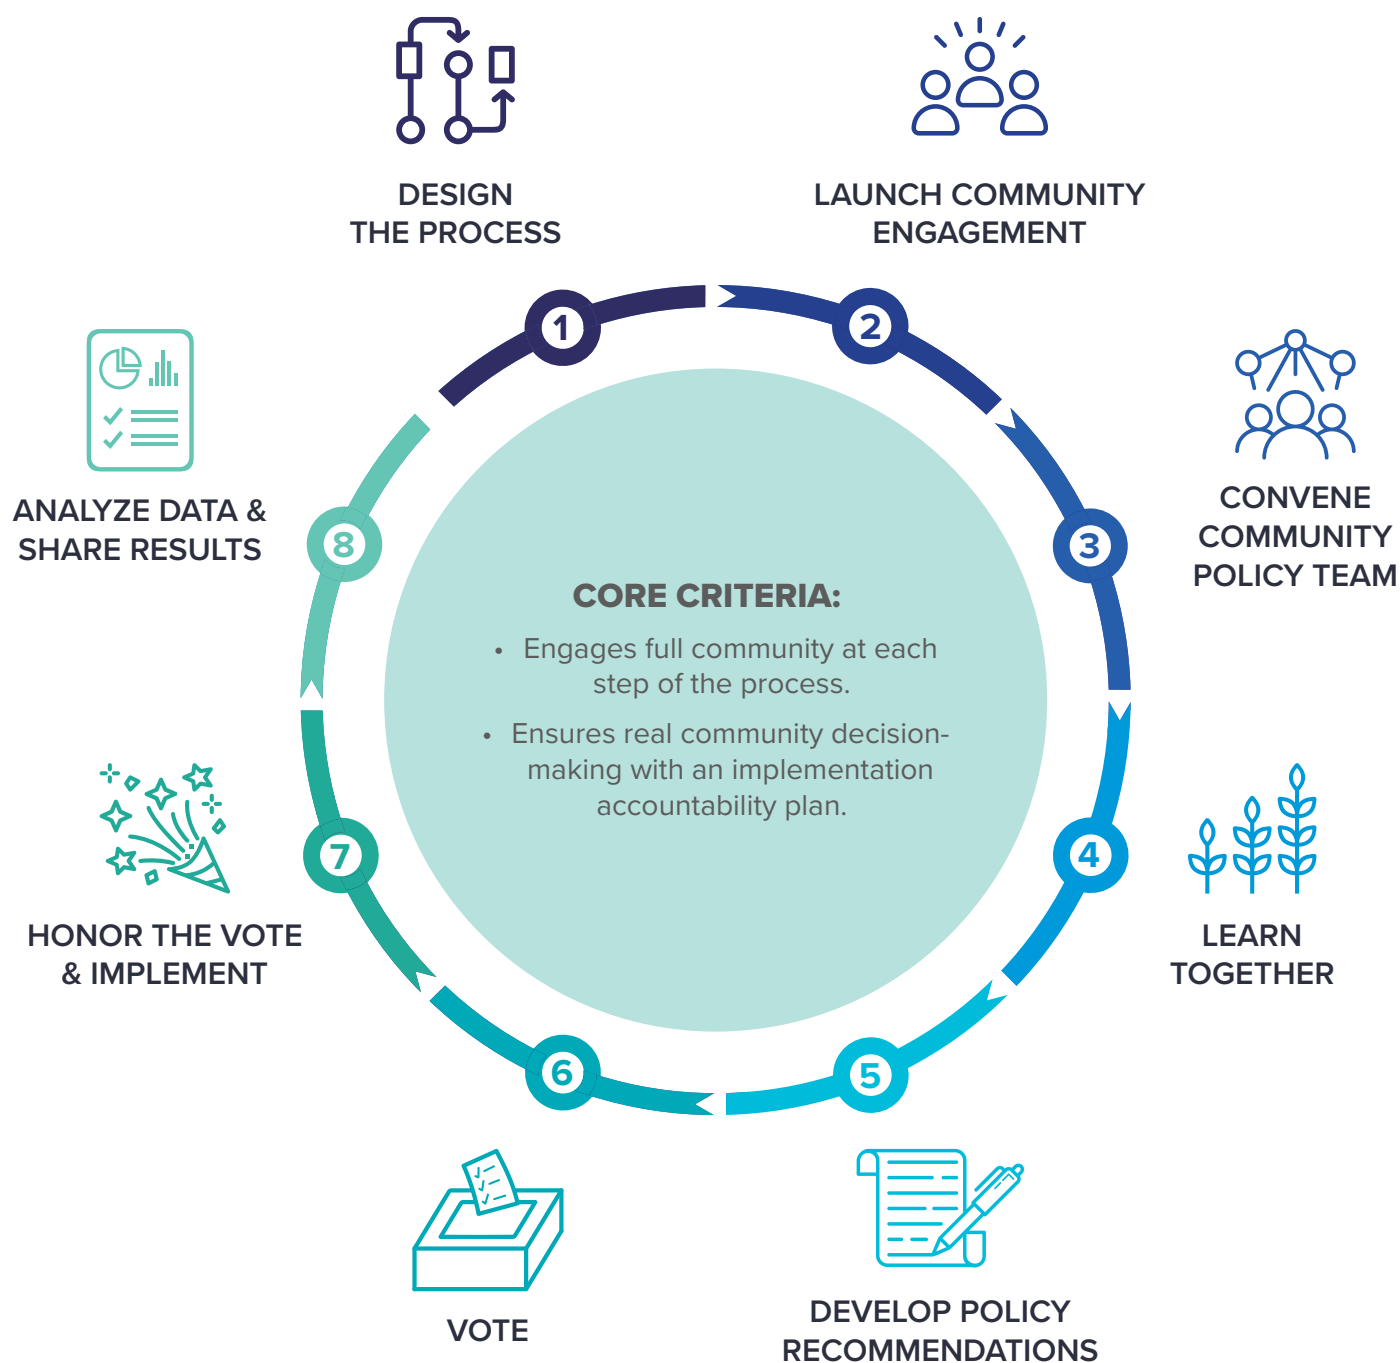 DESIGN
THE PROCESS
LAUNCH COMMUNITY
ENGAGEMENT
1
2
CONVENE
COMMUNITY
POLICY TEAM
3
4
LEARN
TOGETHER
5
DEVELOP POLICY
RECOMMENDATIONS
6
VOTE
7
HONOR THE VOTE
& IMPLEMENT
8
ANALYZE DATA &
SHARE RESULTS
CORE CRITERIA:
• Engages full community at each
step of the process.
• Ensures real community decision-
making with an implementation
accountability plan.